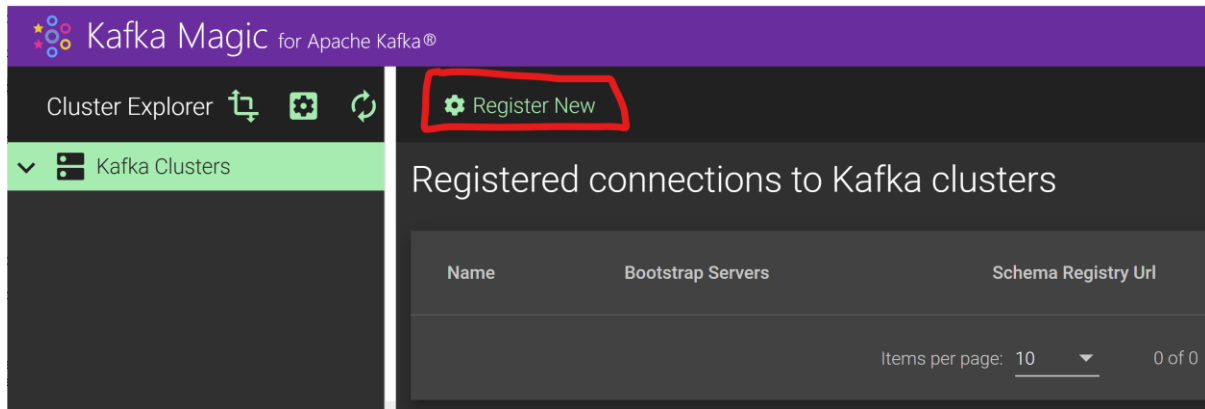 Kafka Magic for Apache Kafka®
Cluster Explorer
Register New
Kafka Clusters
Registered connections to Kafka clusters
Name Bootstrap Servers Schema Registry Url
Items per page: 10 0 of 0